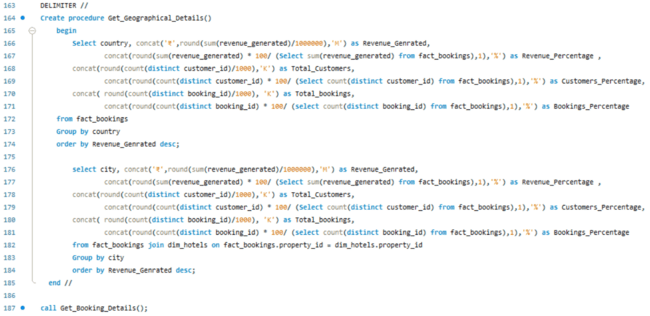 163 DELIMITER //
164 Create procedure Get_Geographical_Details()
165 begin
166 Select country, concat('₹',round(sum(revenue_generated)/1000000),'M') as Revenue_Genrated,
167 concat(round(sum(revenue_generated) * 100/ (Select sum(revenue_generated) from fact_bookings),1),'%') as Revenue_Percentage ,
168 concat(round(count(distinct customer_id)/1000),'K') as Total_Customers,
169 concat(round(count(distinct customer_id) * 100/ (select count(distinct customer_id) from fact_bookings),1),'%') as Customers_Percentage,
170 concat( round(count(distinct booking_id)/1000), 'K') as Total_bookings,
171 concat(round(count(distinct booking_id) * 100/ (select count(distinct booking_id) from fact_bookings),1),'%') as Bookings_Percentage
172 from fact_bookings
173 Group by country
174 order by Revenue_Genrated desc;
175
176 select city, concat('₹',round(sum(revenue_generated)/1000000),'M') as Revenue_Genrated,
177 concat(round(sum(revenue_generated) * 100/ (Select sum(revenue_generated) from fact_bookings),1),'%') as Revenue_Percentage ,
178 concat(round(count(distinct customer_id)/1000),'K') as Total_Customers,
179 concat(round(count(distinct customer_id) * 100/ (select count(distinct customer_id) from fact_bookings),1),'%') as Customers_Percentage,
180 concat( round(count(distinct booking_id)/1000), 'K') as Total_bookings,
181 concat(round(count(distinct booking_id) * 100/ (select count(distinct booking_id) from fact_bookings),1),'%') as Bookings_Percentage
182 from fact_bookings join dim_hotels on fact_bookings.property_id = dim_hotels.property_id
183 Group by city
184 order by Revenue_Genrated desc;
185 end //
186
187 call Get_Booking_Details();